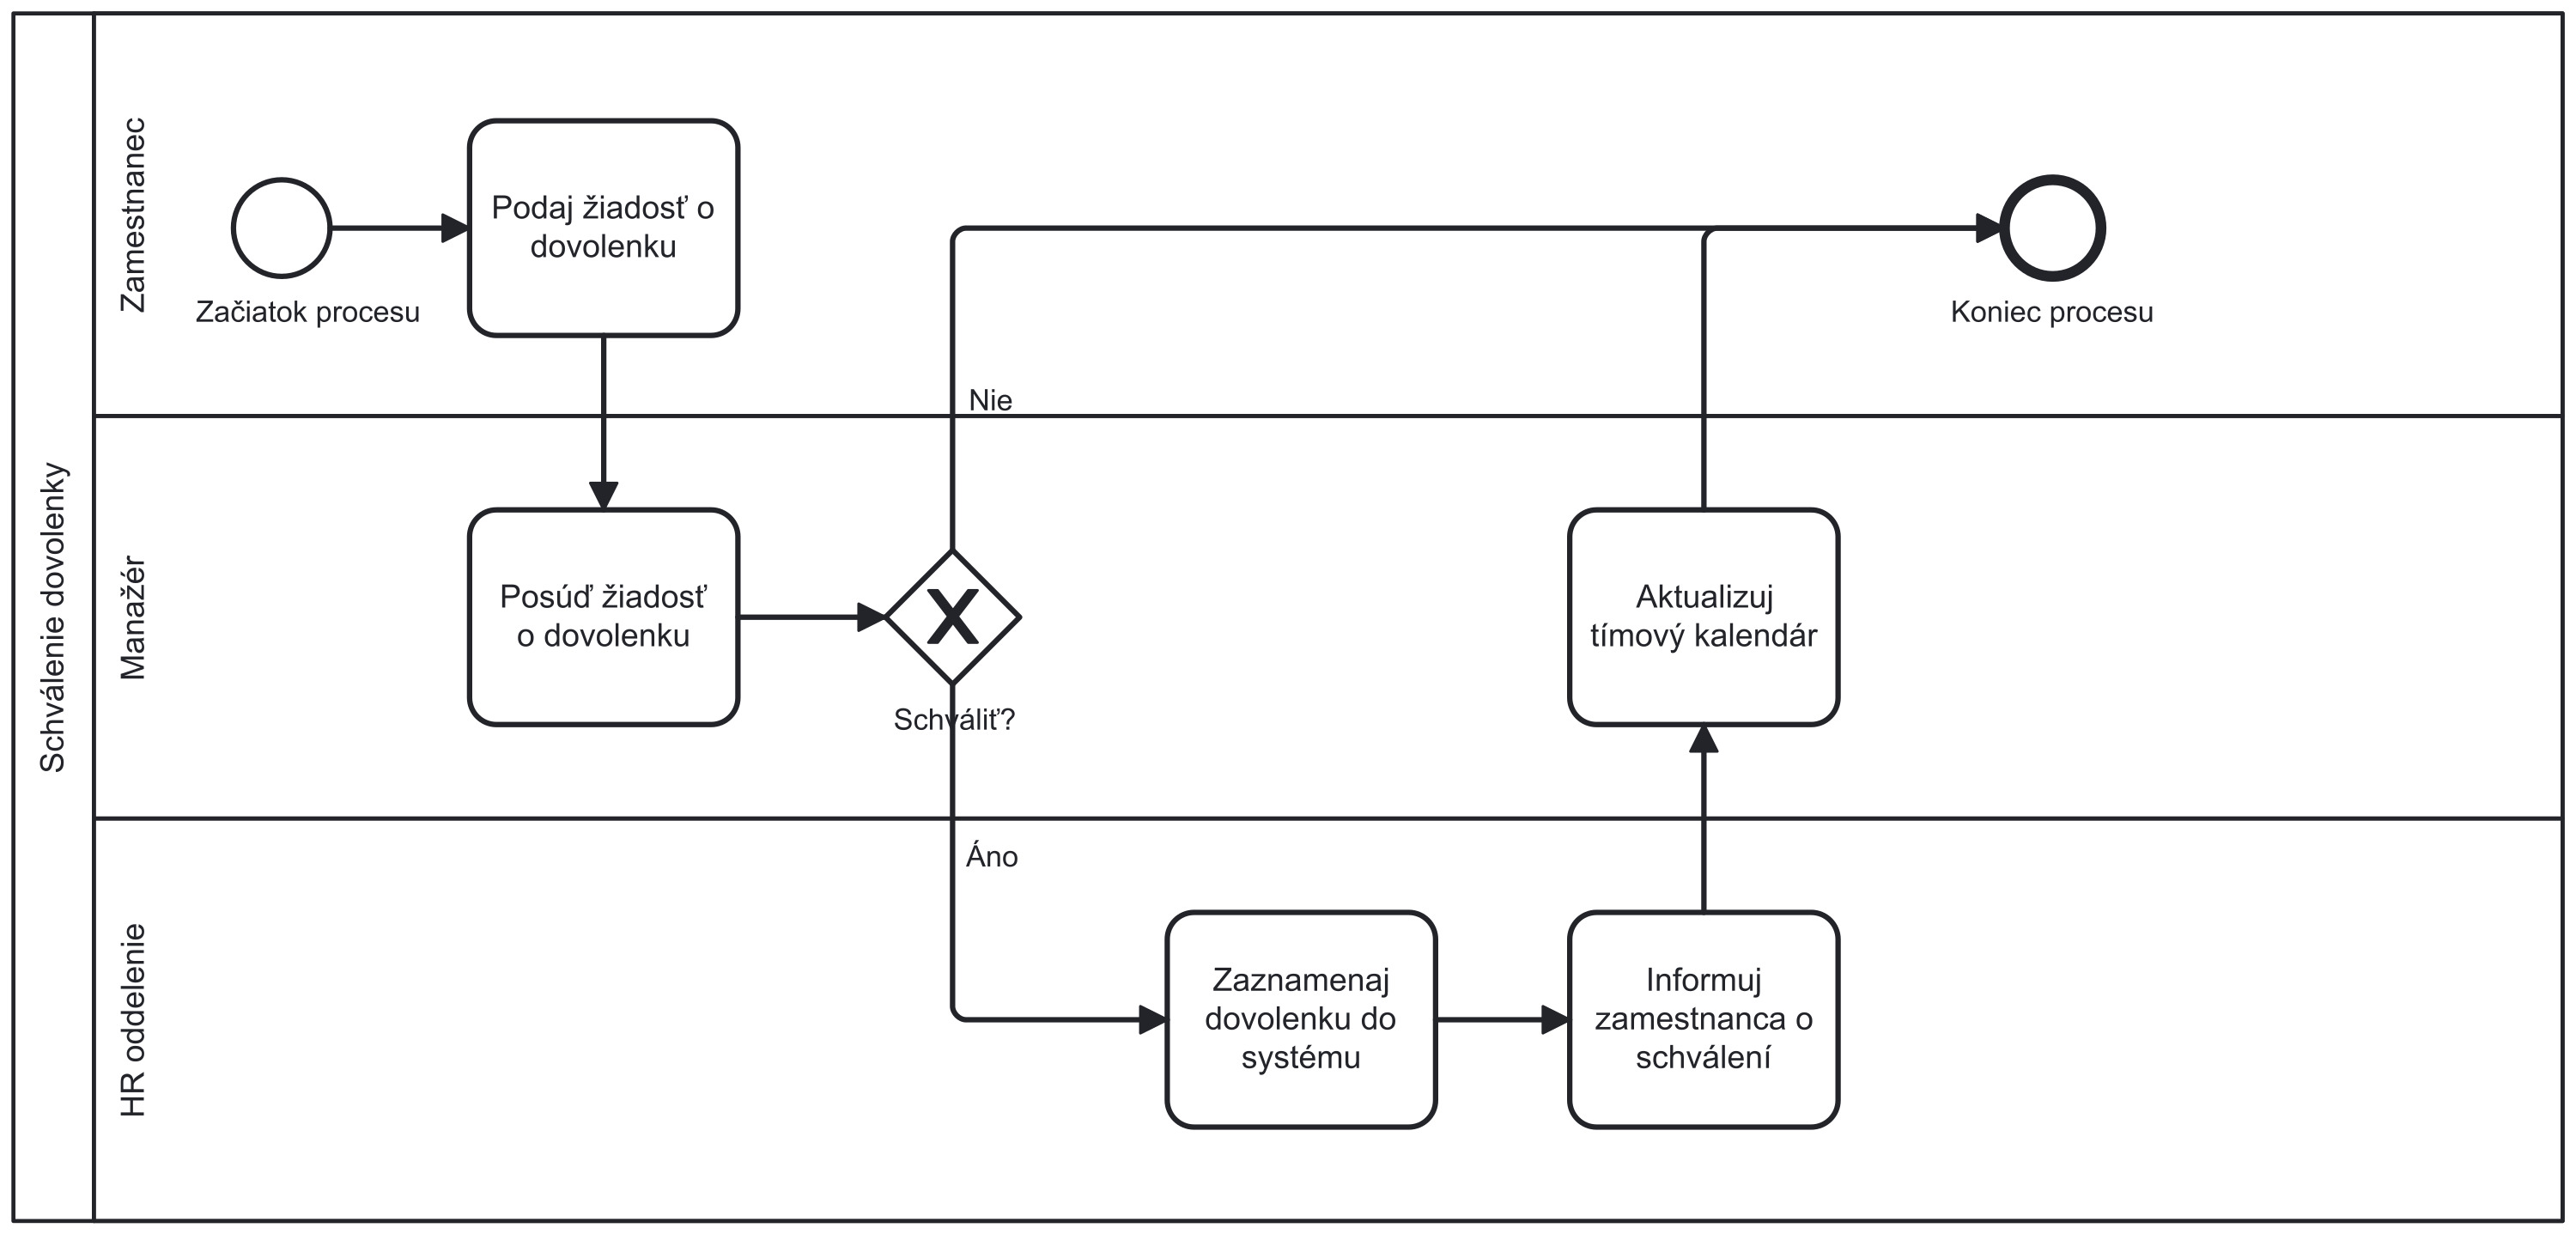 Schválenie dovolenky
Zamestnanec
Začiatok procesu
Podaj žiadosť o
dovolenku
Nie
Koniec procesu
Manažér
Posúď žiadosť
o dovolenku
Schváliť?
Aktualizuj
tímový kalendár
HR oddelenie
Áno
Zaznamenaj
dovolenku do
systému
Informuj
zamestnanca o
schválení